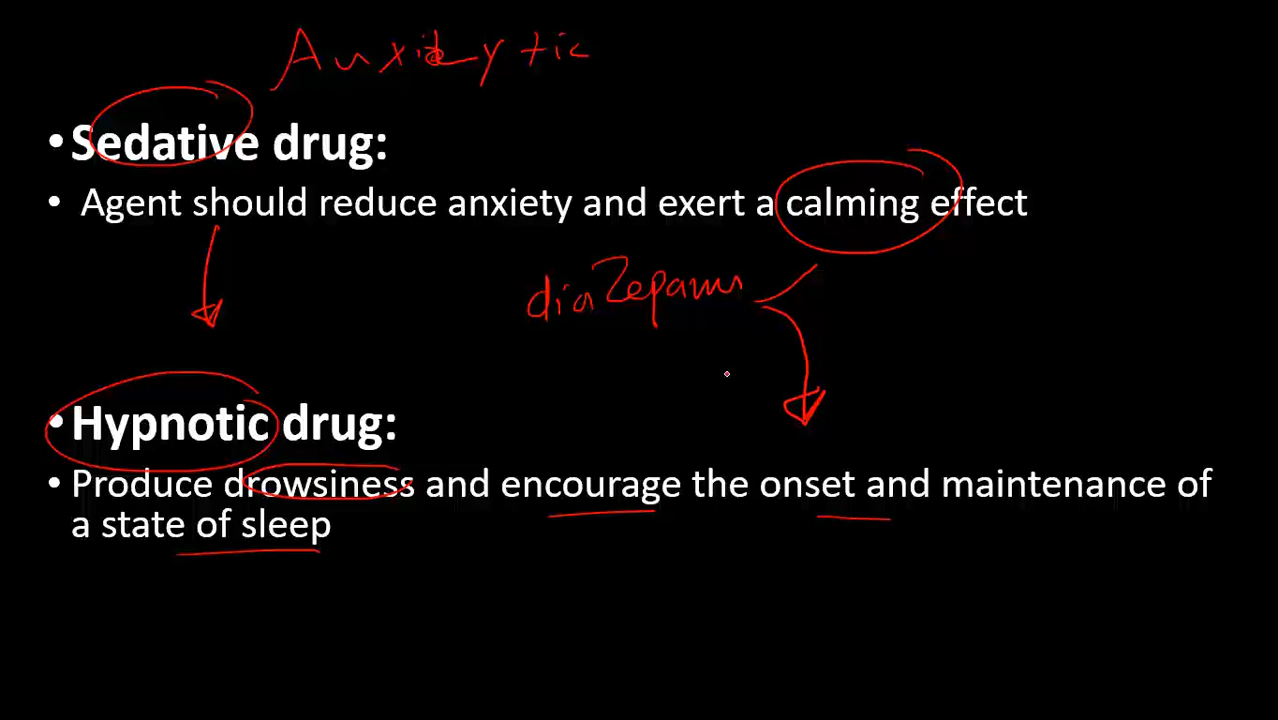 Anxiolytic
• Sedative drug:
• Agent should reduce anxiety and exert a calming effect
diazepam
• Hypnotic drug:
• Produce drowsiness and encourage the onset and maintenance of
a state of sleep